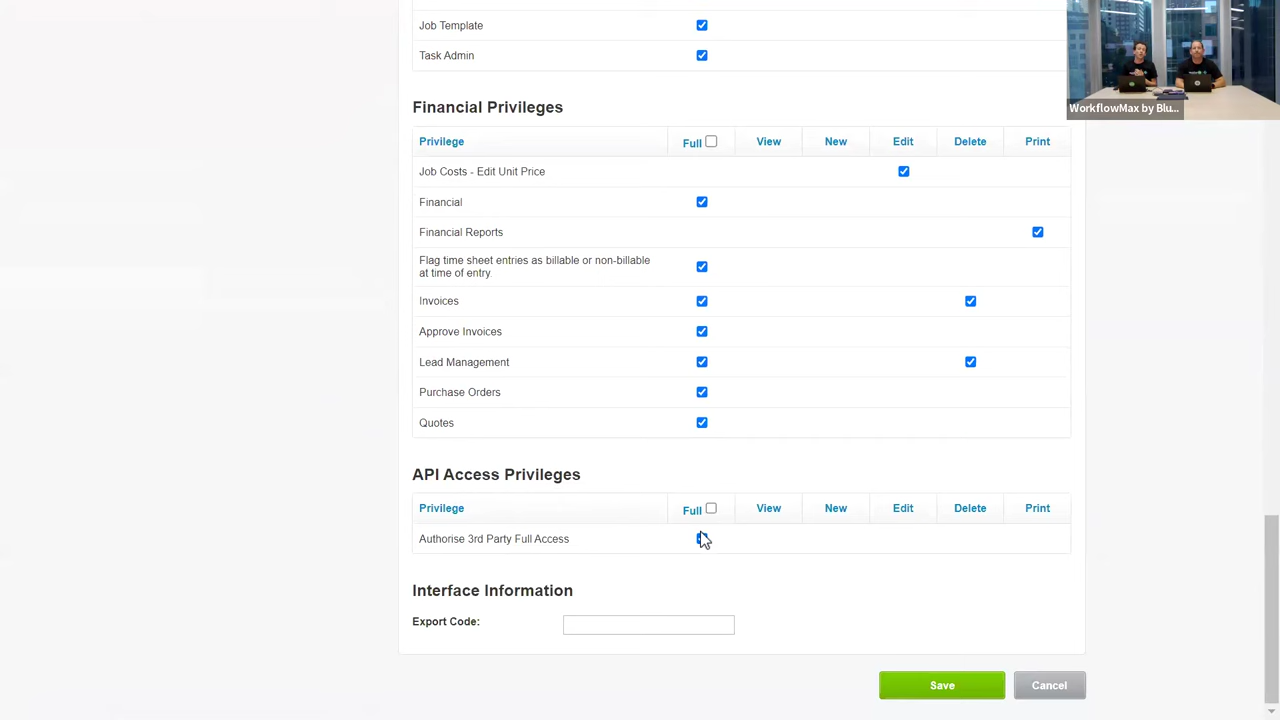 Job Template
Task Admin
WorkflowMax by Blu...
Financial Privileges
Privilege Full View New Edit Delete Print
Job Costs - Edit Unit Price
Financial
Financial Reports
Flag time sheet entries as billable or non-billable
at time of entry.
Invoices
Approve Invoices
Lead Management
Purchase Orders
Quotes
API Access Privileges
Privilege Full View New Edit Delete Print
Authorise 3rd Party Full Access
Interface Information
Export Code:
Save Cancel